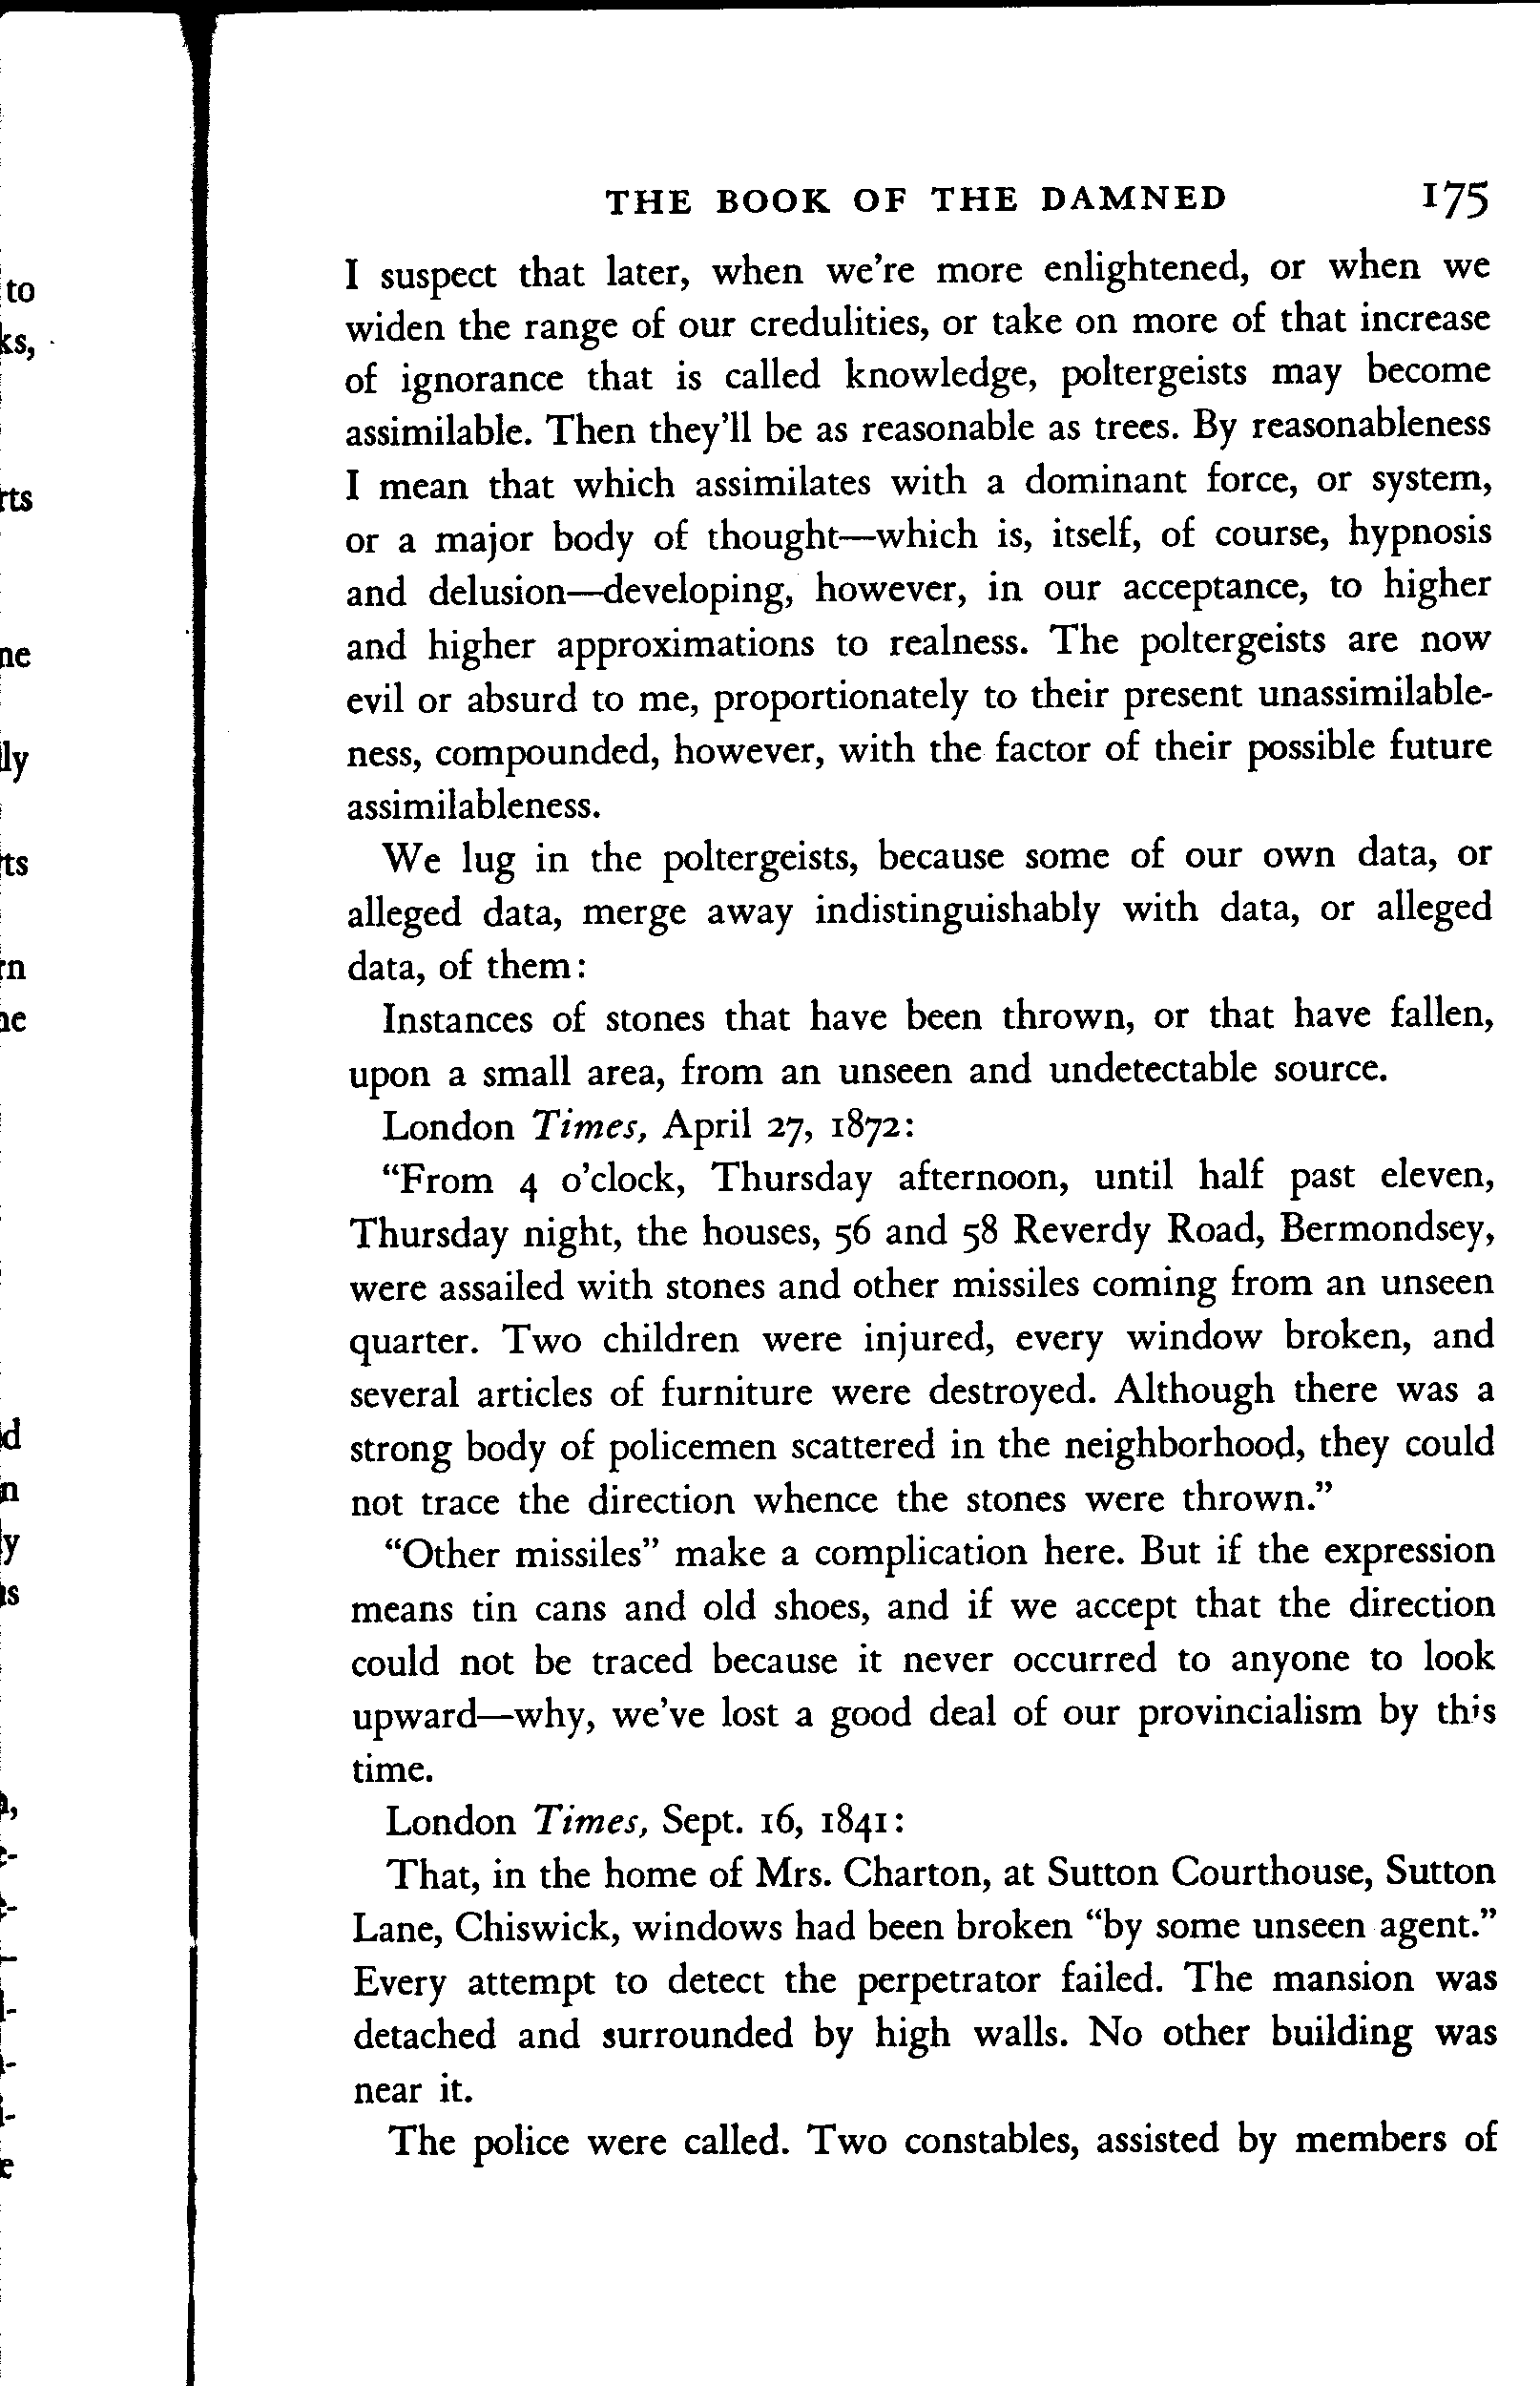 THE BOOK OF THE DAMNED 175
I suspect that later, when we're more enlightened, or when we
widen the range of our credulities, or take on more of that increase
of ignorance that is called knowledge, poltergeists may become
assimilable. Then they'll be as reasonable as trees. By reasonableness
I mean that which assimilates with a dominant force, or system,
or a major body of thought—which is, itself, of course, hypnosis
and delusion—developing, however, in our acceptance, to higher
and higher approximations to realness. The poltergeists are now
evil or absurd to me, proportionately to their present unassimilable-
ness, compounded, however, with the factor of their possible future
assimilableness.
We lug in the poltergeists, because some of our own data, or
alleged data, merge away indistinguishably with data, or alleged
data, of them:
Instances of stones that have been thrown, or that have fallen,
upon a small area, from an unseen and undetectable source.
London Times, April 27, 1872:
“From 4 o'clock, Thursday afternoon, until half past eleven,
Thursday night, the houses, 56 and 58 Reverdy Road, Bermondsey,
were assailed with stones and other missiles coming from an unseen
quarter. Two children were injured, every window broken, and
several articles of furniture were destroyed. Although there was a
strong body of policemen scattered in the neighborhood, they could
not trace the direction whence the stones were thrown.”
“Other missiles” make a complication here. But if the expression
means tin cans and old shoes, and if we accept that the direction
could not be traced because it never occurred to anyone to look
upward—why, we've lost a good deal of our provincialism by this
time.
London Times, Sept. 16, 1841:
That, in the home of Mrs. Charton, at Sutton Courthouse, Sutton
Lane, Chiswick, windows had been broken “by some unseen agent.”
Every attempt to detect the perpetrator failed. The mansion was
detached and surrounded by high walls. No other building was
near it.
The police were called. Two constables, assisted by members of